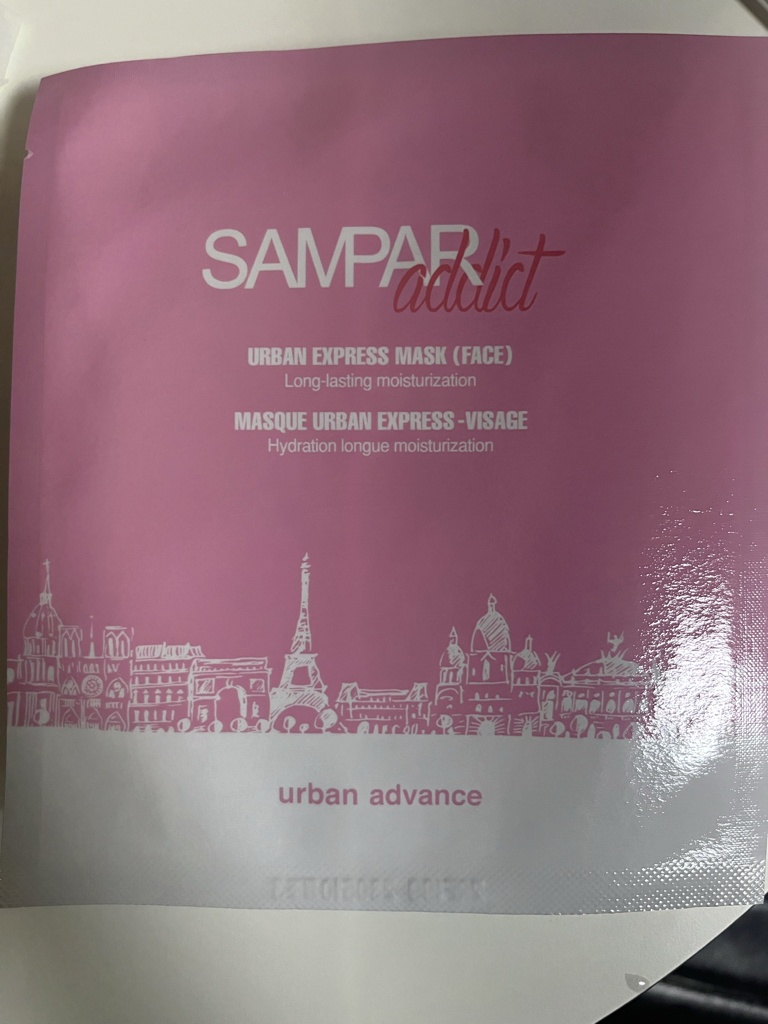 SAMPAR
addict
URBAN EXPRESS MASK (FACE)
Long-lasting moisturization
MASQUE URBAN EXPRESS-VISAGE
Hydration longue moisturization
urban advance